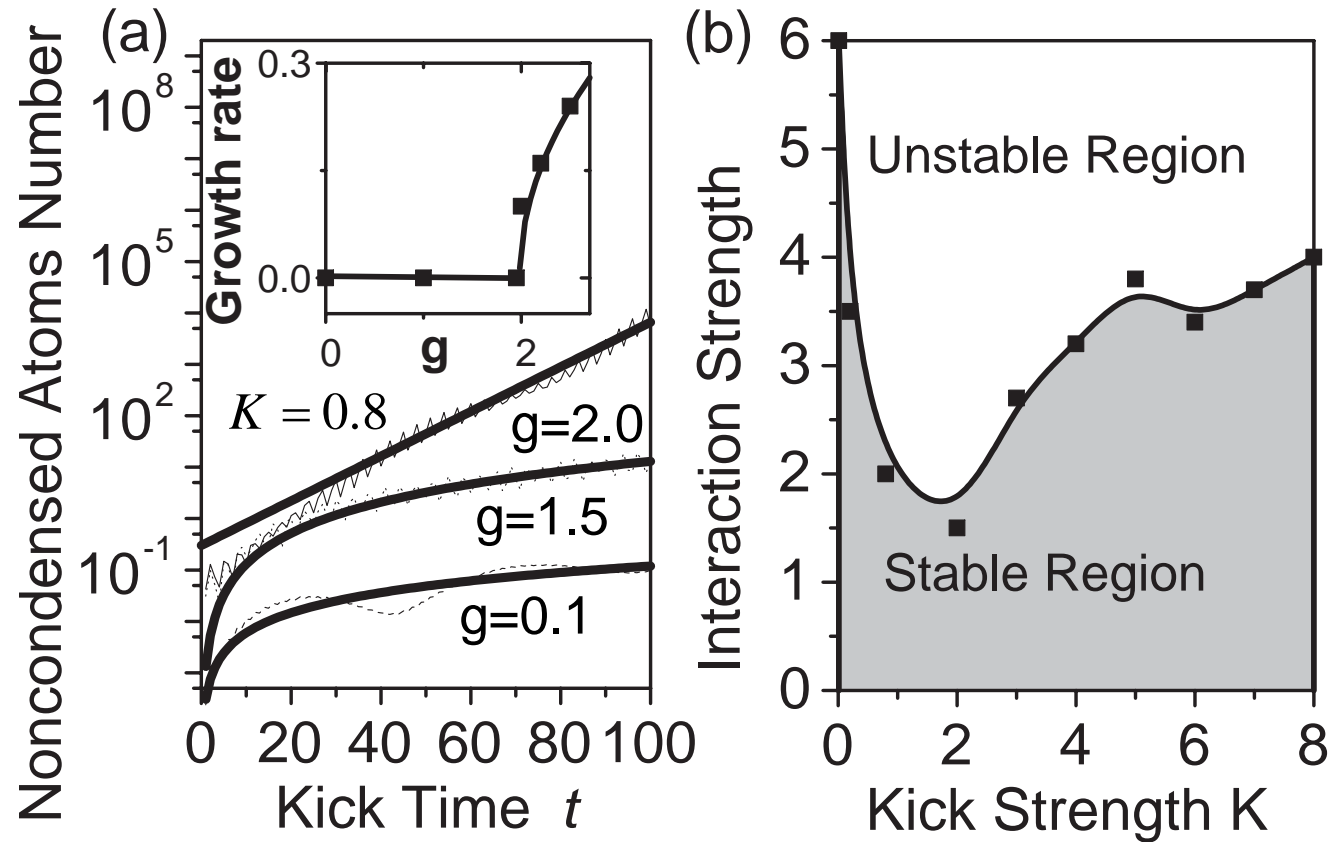 (a)
Noncondensed Atoms Number
10^8
10^5
10^2
10^-1
0.3
0.0
Growth rate
0
g
2
K = 0.8
g=2.0
g=1.5
g=0.1
0 20 40 60 80 100
Kick Time t
(b)
Interaction Strength
6
5
4
3
2
1
0
Unstable Region
Stable Region
0 2 4 6 8
Kick Strength K